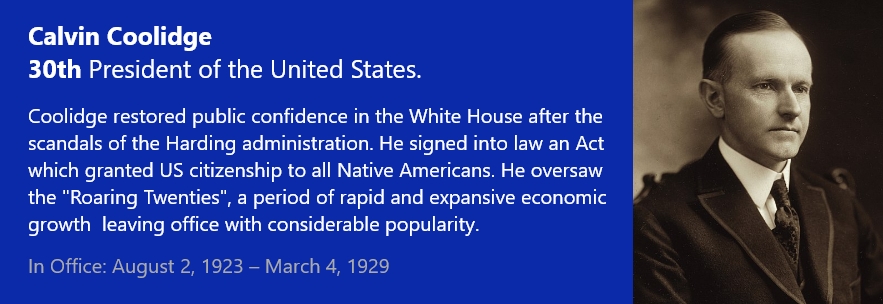 Calvin Coolidge
30th President of the United States.
Coolidge restored public confidence in the White House after the
scandals of the Harding administration. He signed into law an Act
which granted US citizenship to all Native Americans. He oversaw
the "Roaring Twenties", a period of rapid and expansive economic
growth  leaving office with considerable popularity.
In Office: August 2, 1923 – March 4, 1929